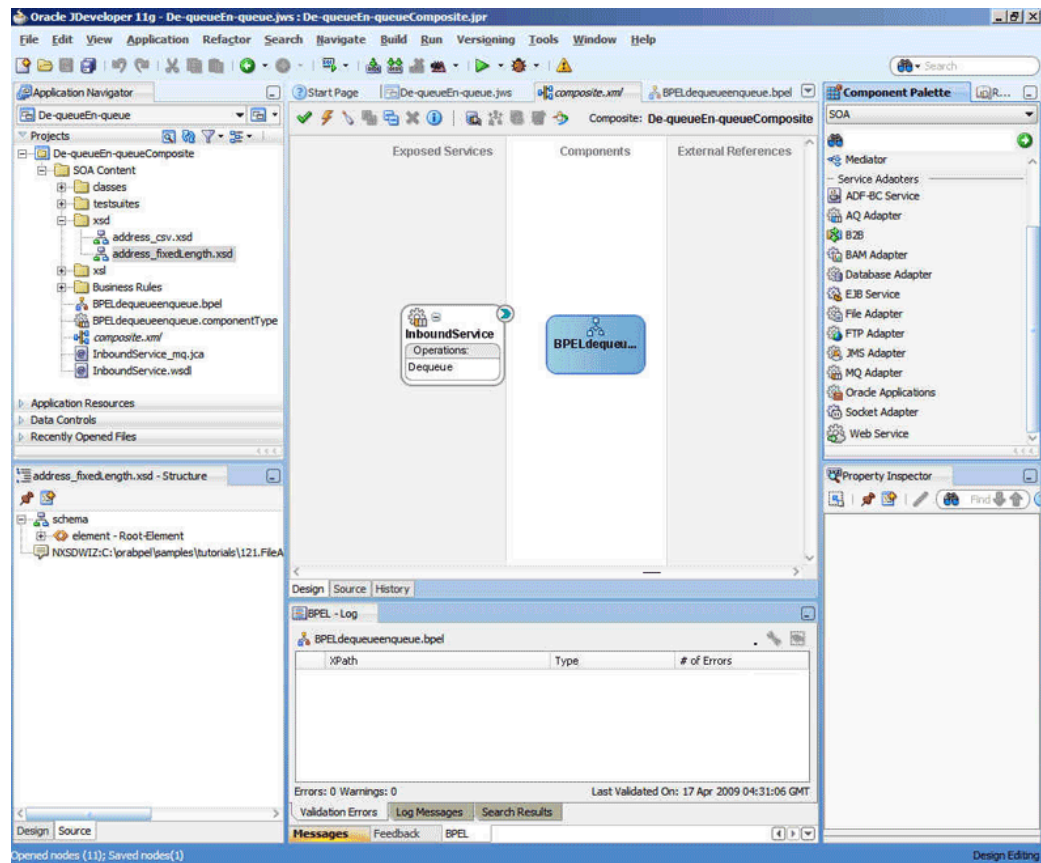 Oracle JDeveloper 11g - De-queueEn-queue.jws : De-queueEn-queueComposite.jpr
File Edit View Application Refactor Search Navigate Build Run Versioning Tools Window Help
Search
Application Navigator
De-queueEn-queue
Projects
De-queueEn-queueComposite
SOA Content
classes
testsuites
xsd
address_csv.xsd
address_fixedLength.xsd
xsl
Business Rules
BPELdequeueenqueue.bpel
BPELdequeueenqueue.componentType
composite.xml
InboundService_mq.jca
InboundService.wsdl
Application Resources
Data Controls
Recently Opened Files
address_fixedLength.xsd - Structure
schema
element - Root-Element
NXSDWIZ:C:\orabpel\samples\tutorials\121.FileA
Design Source
Start Page De-queueEn-queue.jws composite.xml BPELdequeueenqueue.bpel
Composite: De-queueEn-queueComposite
Exposed Services Components External References
InboundService
Operations:
Dequeue
BPELdequeu...
Design Source History
BPEL - Log
BPELdequeueenqueue.bpel
XPath Type # of Errors
Errors: 0 Warnings: 0 Last Validated On: 17 Apr 2009 04:31:06 GMT
Validation Errors Log Messages Search Results
Messages Feedback BPEL
Component Palette R...
SOA
Mediator
Service Adapters
ADF-BC Service
AQ Adapter
B2B
BAM Adapter
Database Adapter
EJB Service
File Adapter
FTP Adapter
JMS Adapter
MQ Adapter
Oracle Applications
Socket Adapter
Web Service
Property Inspector
Find
Opened nodes (11); Saved nodes(1) Design Editing